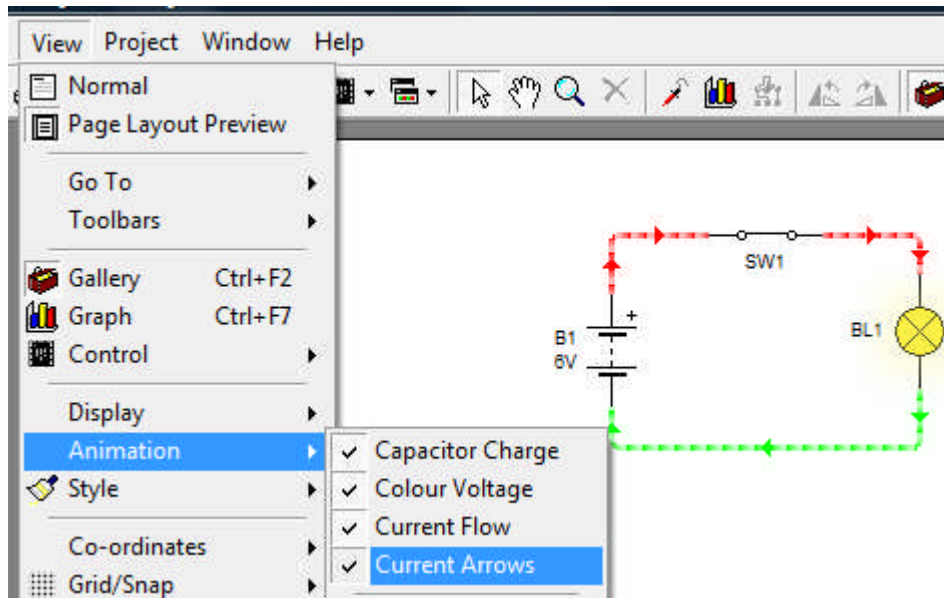 View Project Window Help
Normal
Page Layout Preview
Go To
Toolbars
Gallery Ctrl+F2
Graph Ctrl+F7
Control
Display
Animation
Style
Co-ordinates
Grid/Snap
Capacitor Charge
Colour Voltage
Current Flow
Current Arrows
SW1
B1
6V
+
BL1